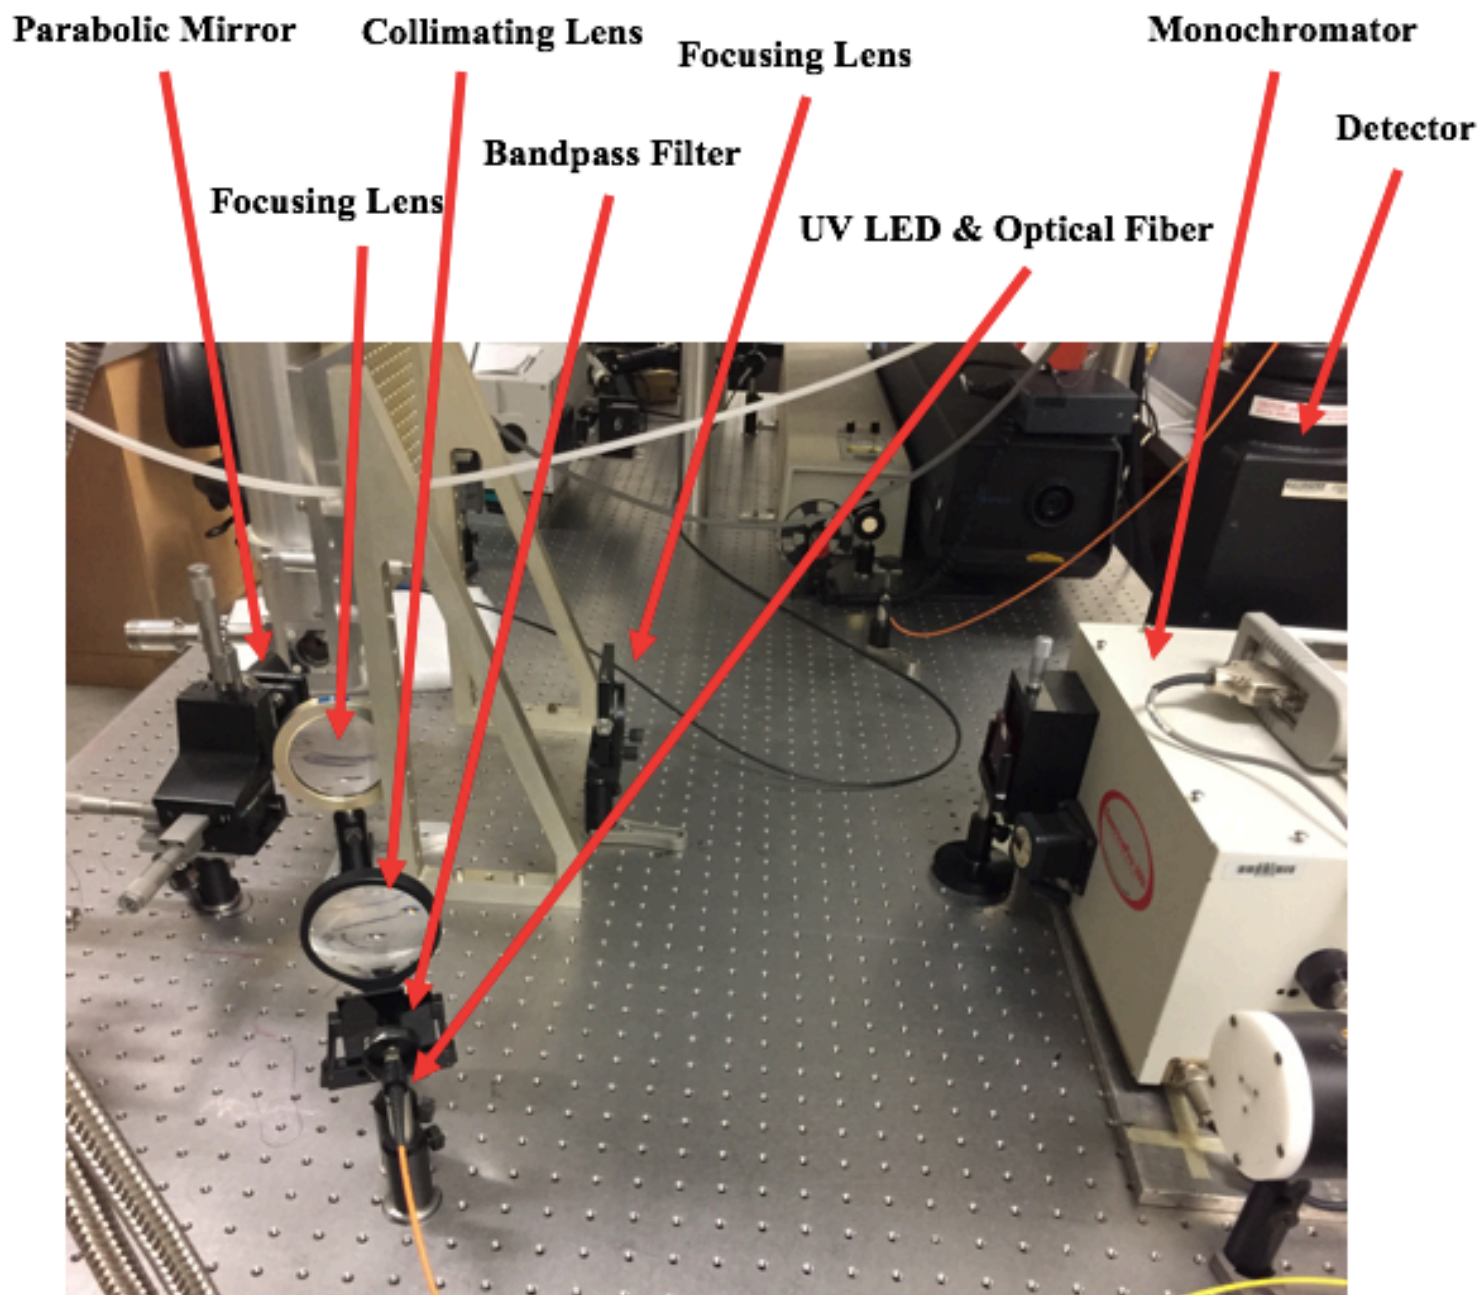 Parabolic Mirror
Collimating Lens
Focusing Lens
Monochromator
Detector
Bandpass Filter
Focusing Lens
UV LED & Optical Fiber